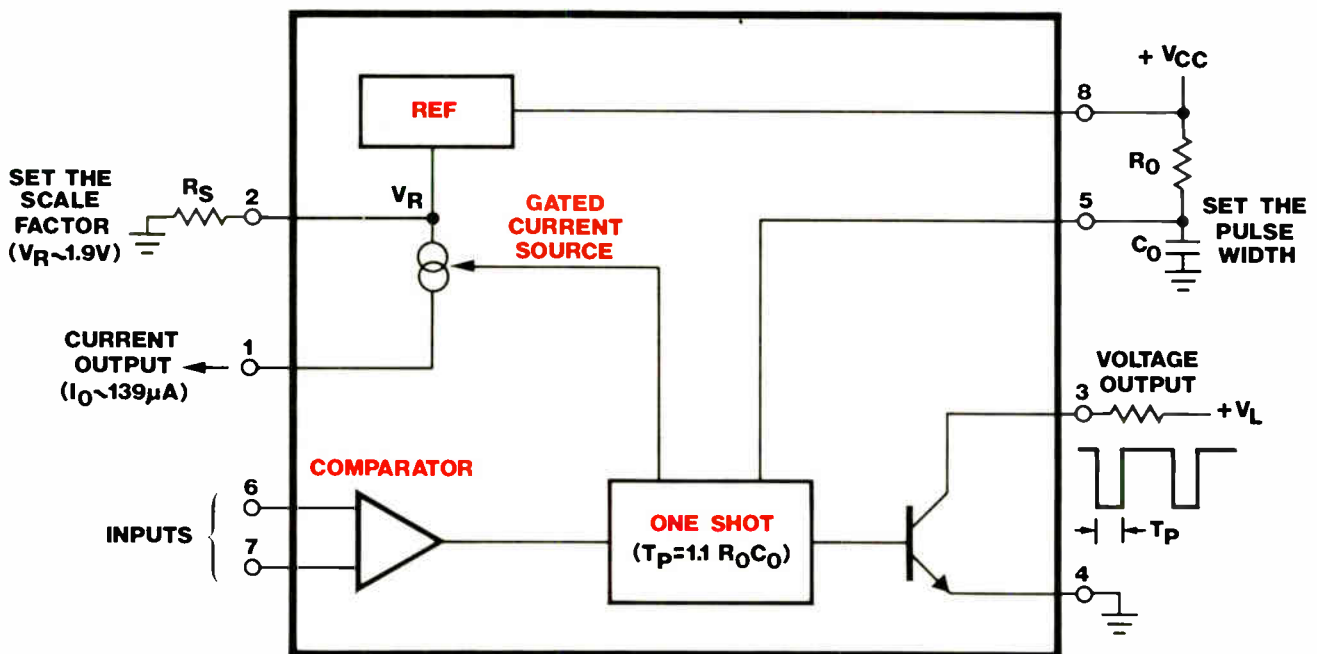 + VCC
REF
8
RO
SET THE
SCALE
FACTOR
(VR~1.9V)
RS
2
VR
GATED
CURRENT
SOURCE
5
CO
SET THE
PULSE
WIDTH
CURRENT
OUTPUT
(IO~139μA)
1
VOLTAGE
OUTPUT
3
+VL
COMPARATOR
INPUTS
6
7
ONE SHOT
(TP=1.1 ROCO)
TP
4